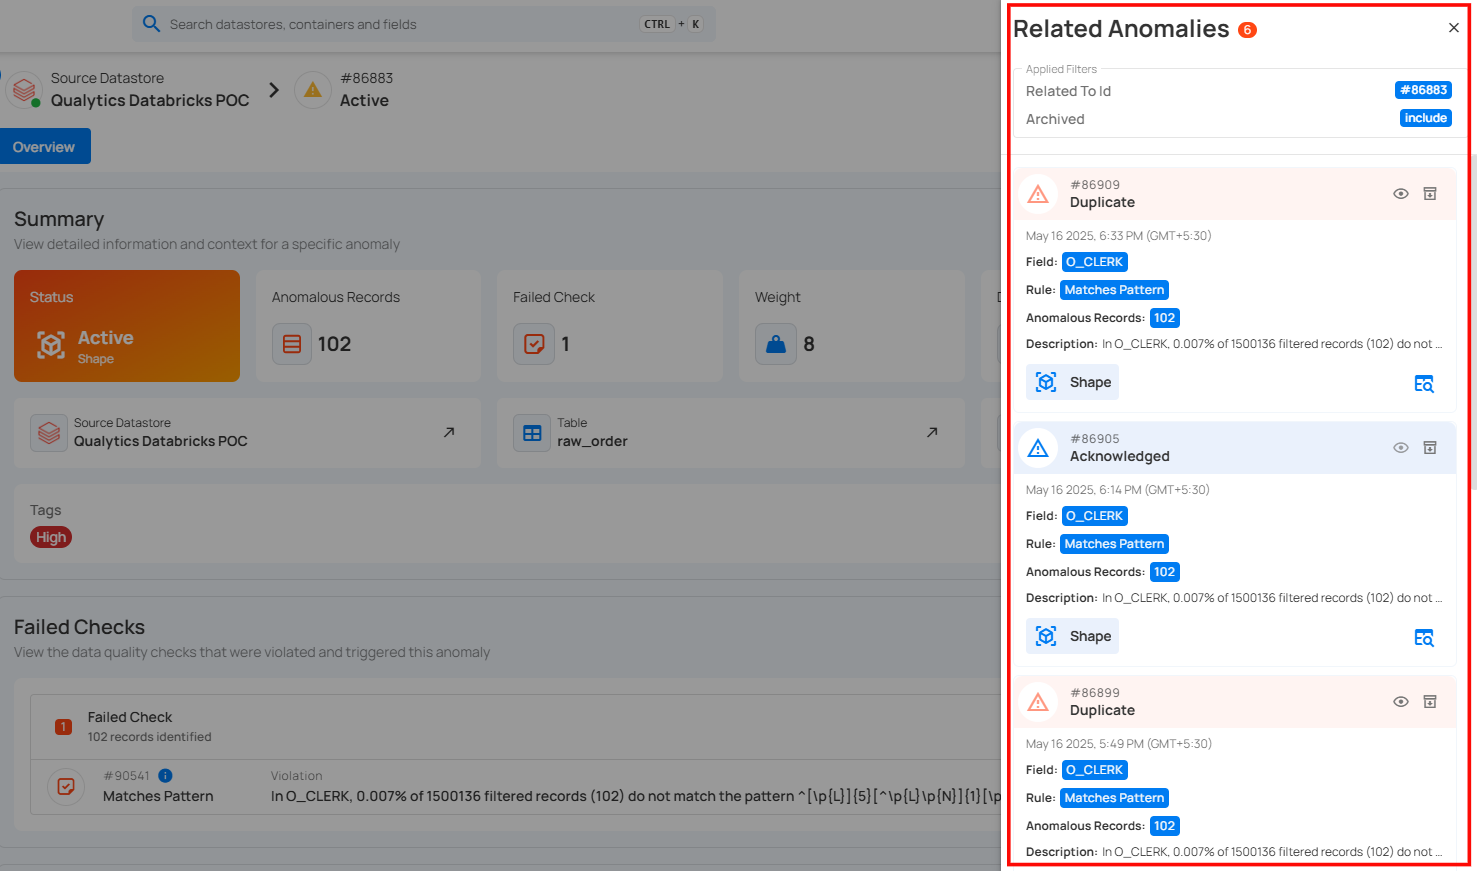 Search datastores, containers and fields
CTRL + K
Source Datastore
Qualytics Databricks POC
#86883
Active
Overview
Summary
View detailed information and context for a specific anomaly
Status
Active
Shape
Anomalous Records
102
Failed Check
1
Weight
8
Source Datastore
Qualytics Databricks POC
Table
raw_order
Tags
High
Failed Checks
View the data quality checks that were violated and triggered this anomaly
1
Failed Check
102 records identified
#90541
Matches Pattern
Violation
In O_CLERK, 0.007% of 1500136 filtered records (102) do not match the pattern ^[\p{L}]{5}[^\p{L}\p{N}]{1}[\p
Related Anomalies 6
Applied Filters
Related To Id #86883
Archived include
#86909
Duplicate
May 16 2025, 6:33 PM (GMT+5:30)
Field: O_CLERK
Rule: Matches Pattern
Anomalous Records: 102
Description: In O_CLERK, 0.007% of 1500136 filtered records (102) do not ...
Shape
#86905
Acknowledged
May 16 2025, 6:14 PM (GMT+5:30)
Field: O_CLERK
Rule: Matches Pattern
Anomalous Records: 102
Description: In O_CLERK, 0.007% of 1500136 filtered records (102) do not ...
Shape
#86899
Duplicate
May 16 2025, 5:49 PM (GMT+5:30)
Field: O_CLERK
Rule: Matches Pattern
Anomalous Records: 102
Description: In O_CLERK, 0.007% of 1500136 filtered records (102) do not ...